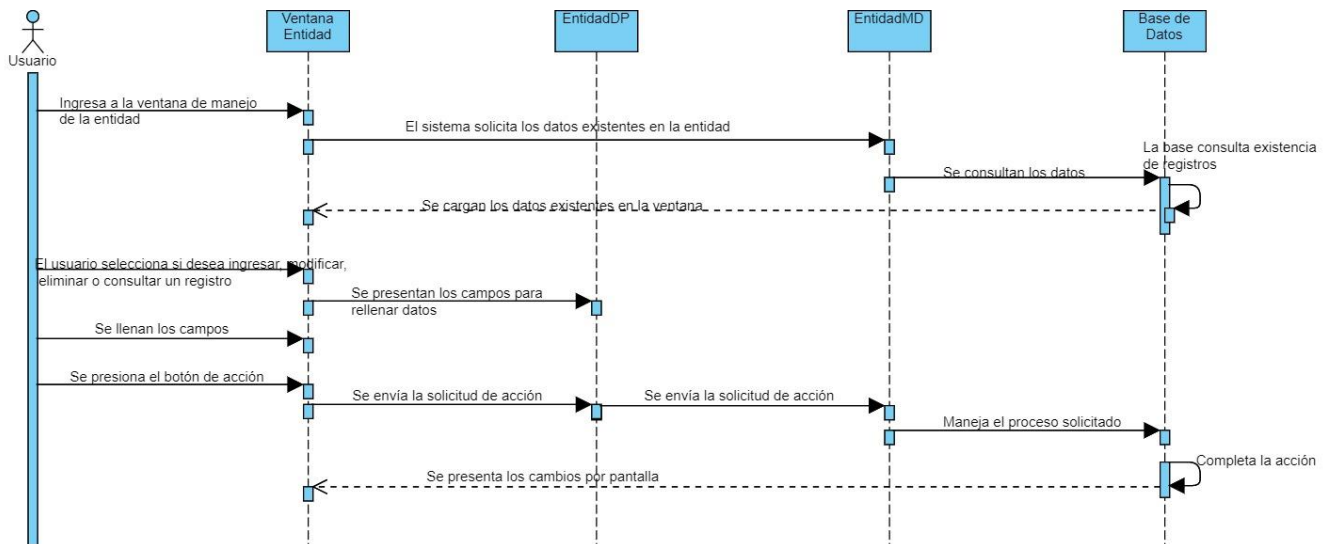 Usuario
Ventana
Entidad
EntidadDP
EntidadMD
Base de
Datos
Ingresa a la ventana de manejo
de la entidad
El sistema solicita los datos existentes en la entidad
La base consulta existencia
de registros
Se consultan los datos
Se cargan los datos existentes en la ventana
El usuario selecciona si desea ingresar, modificar,
eliminar o consultar un registro
Se presentan los campos para
rellenar datos
Se llenan los campos
Se presiona el botón de acción
Se envía la solicitud de acción
Se envía la solicitud de acción
Maneja el proceso solicitado
Completa la acción
Se presenta los cambios por pantalla